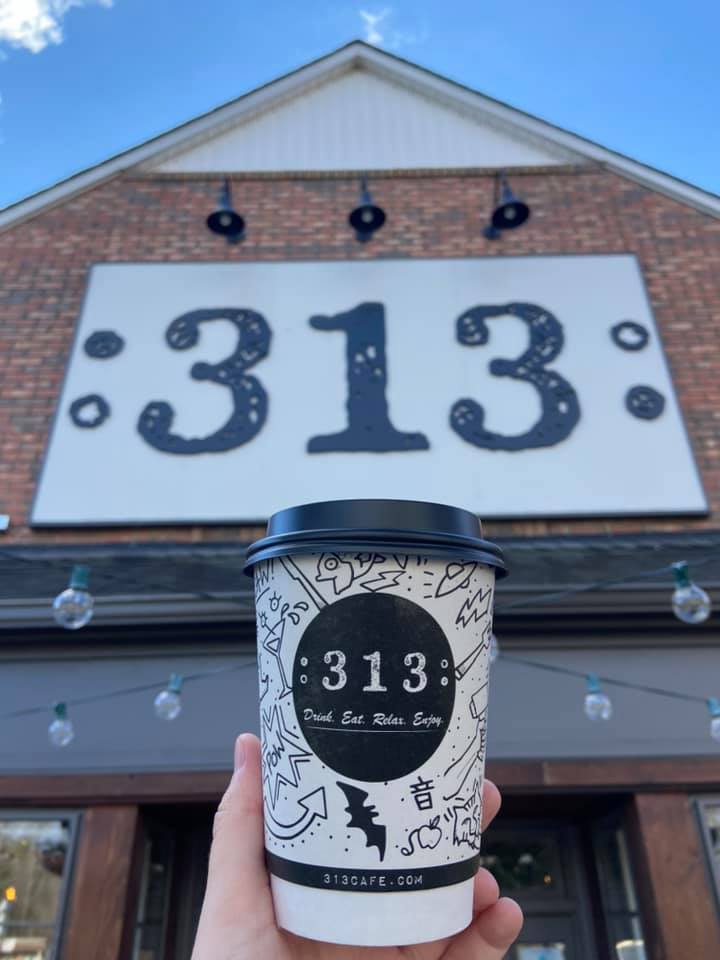 :313:
:313:
Drink. Eat. Relax. Enjoy.
POW
音
313CAFE.COM